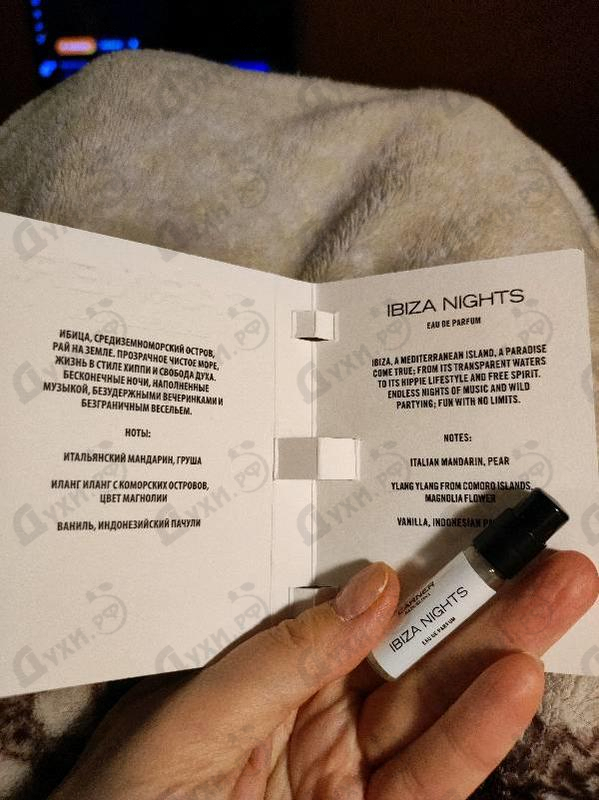 ИБИЦА, СРЕДИЗЕМНОМОРСКИЙ ОСТРОВ,
РАЙ НА ЗЕМЛЕ. ПРОЗРАЧНОЕ ЧИСТОЕ МОРЕ,
ЖИЗНЬ В СТИЛЕ ХИППИ И СВОБОДА ДУХА.
БЕСКОНЕЧНЫЕ НОЧИ, НАПОЛНЕННЫЕ
МУЗЫКОЙ, БЕЗУДЕРЖНЫМИ ВЕЧЕРИНКАМИ И
БЕЗГРАНИЧНЫМ ВЕСЕЛЬЕМ.
НОТЫ:
ИТАЛЬЯНСКИЙ МАНДАРИН, ГРУША
ИЛАНГ ИЛАНГ С КОМОРСКИХ ОСТРОВОВ,
ЦВЕТ МАГНОЛИИ
ВАНИЛЬ, ИНДОНЕЗИЙСКИЙ ПАЧУЛИ
IBIZA NIGHTS
EAU DE PARFUM
IBIZA, A MEDITERRANEAN ISLAND, A PARADISE
COME TRUE; FROM ITS TRANSPARENT WATERS
TO ITS HIPPIE LIFESTYLE AND FREE SPIRIT.
ENDLESS NIGHTS OF MUSIC AND WILD
PARTYING; FUN WITH NO LIMITS.
NOTES:
ITALIAN MANDARIN, PEAR
YLANG YLANG FROM COMORO ISLANDS,
MAGNOLIA FLOWER
VANILLA, INDONESIAN
CARNER
BARCELONA
IBIZA NIGHTS
EAU DE PARFUM
Духи.РФ